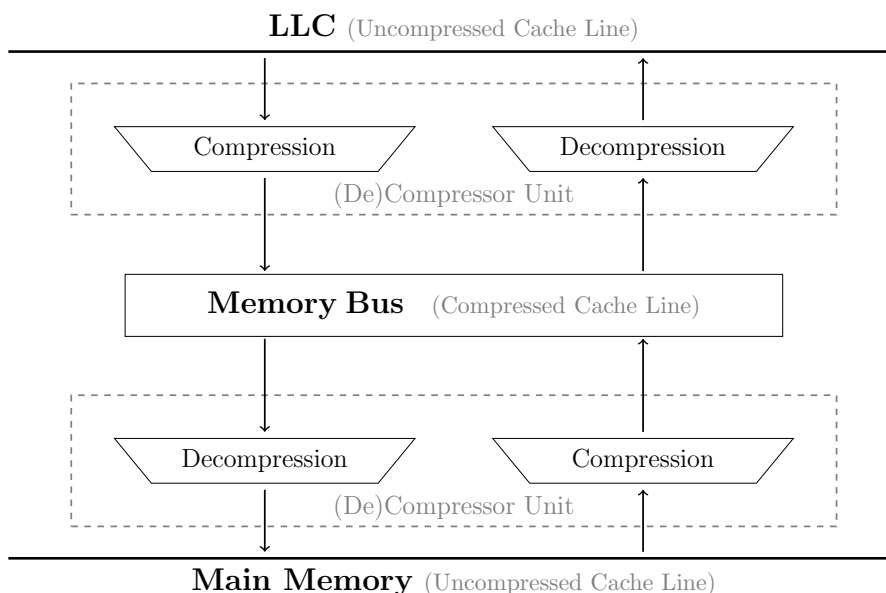 LLC (Uncompressed Cache Line)
Compression Decompression
(De)Compressor Unit
Memory Bus (Compressed Cache Line)
Decompression Compression
(De)Compressor Unit
Main Memory (Uncompressed Cache Line)